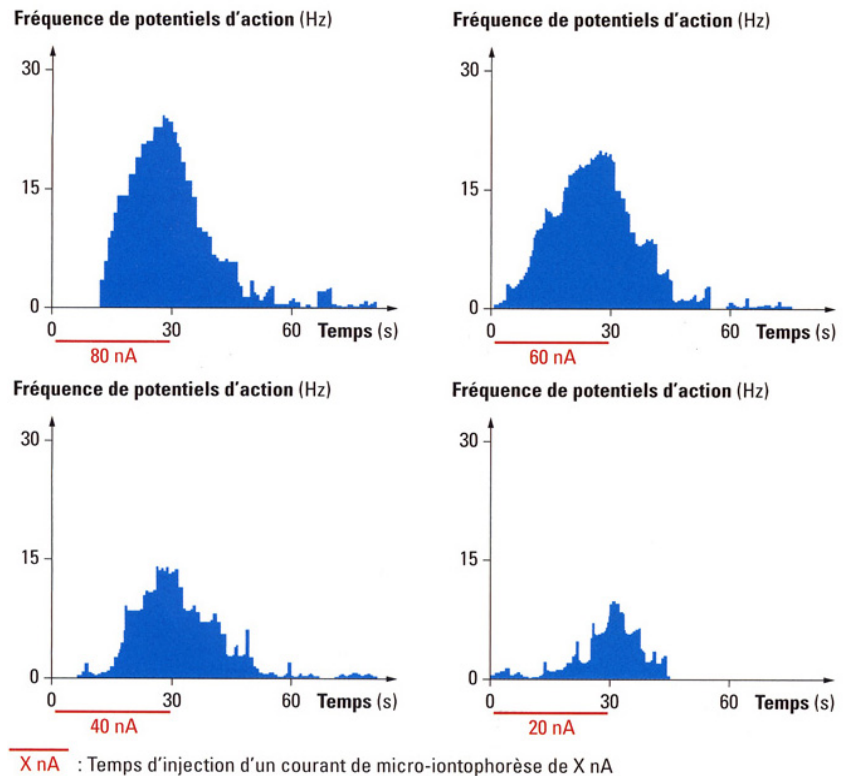 Fréquence de potentiels d'action (Hz)
30
15
0
0 30 60 Temps (s)
80 nA
Fréquence de potentiels d'action (Hz)
30
15
0
0 30 60 Temps (s)
60 nA
Fréquence de potentiels d'action (Hz)
30
15
0
0 30 60 Temps (s)
40 nA
Fréquence de potentiels d'action (Hz)
30
15
0
0 30 60 Temps (s)
20 nA
X nA : Temps d'injection d'un courant de micro-iontophorèse de X nA